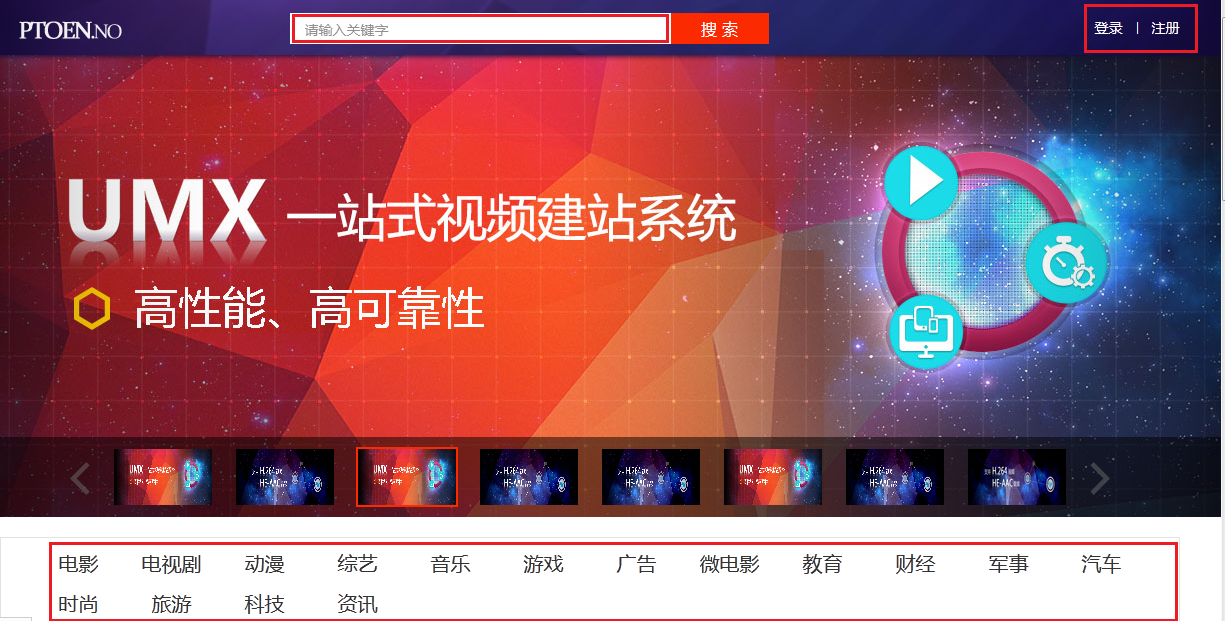 PTOEN.NO
请输入关键字
搜 索
登录 | 注册
UMX 一站式视频建站系统
高性能、高可靠性
电影 电视剧 动漫 综艺 音乐 游戏 广告 微电影 教育 财经 军事 汽车
时尚 旅游 科技 资讯